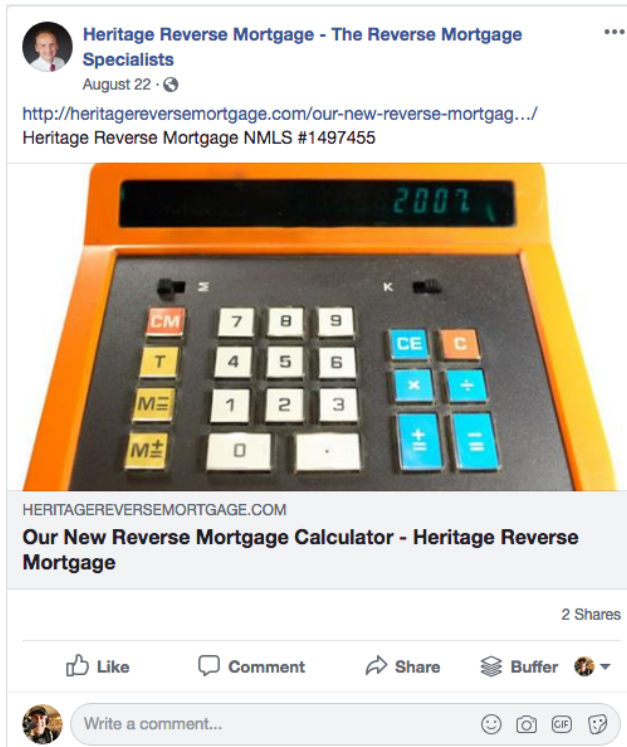 Heritage Reverse Mortgage - The Reverse Mortgage
Specialists
August 22 ·
http://heritagereversemortgage.com/our-new-reverse-mortgag…/
Heritage Reverse Mortgage NMLS #1497455
2007.
M K
CM 7 8 9
CE C
T 4 5 6
× ÷
M= 1 2 3
M± 0 .
± =
HERITAGEREVERSEMORTGAGE.COM
Our New Reverse Mortgage Calculator - Heritage Reverse
Mortgage
2 Shares
Like Comment Share Buffer
Write a comment...
GIF